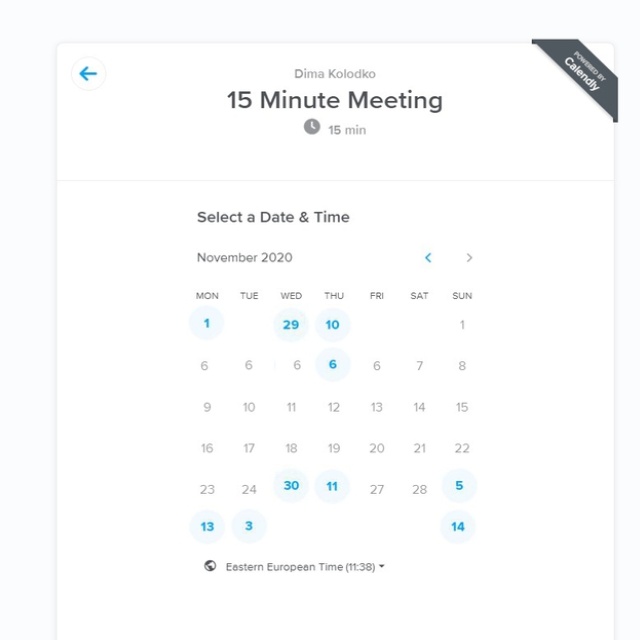 POWERED BY
Calendly
Dima Kolodko
15 Minute Meeting
15 min
Select a Date & Time
November 2020
MON TUE WED THU FRI SAT SUN
1 29 10 1
6 6 6 6 6 7 8
9 10 11 12 13 14 15
16 17 18 19 20 21 22
23 24 30 11 27 28 5
13 3 14
Eastern European Time (11:38)